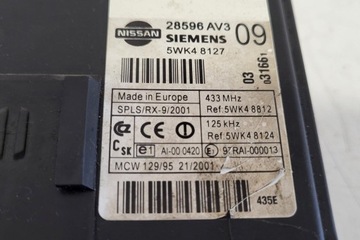 NISSAN
28596 AV3
SIEMENS
09
5WK4 8127
03
031661
Made in Europe
433 MHz
SPLS/RX-9/2001
Ref:5WK4 8812
125 kHz
Ref:5WK4 8124
CSK
e1
AI-00 0420
E1
97RAI-000013
MCW 129/95 21/2001
435E